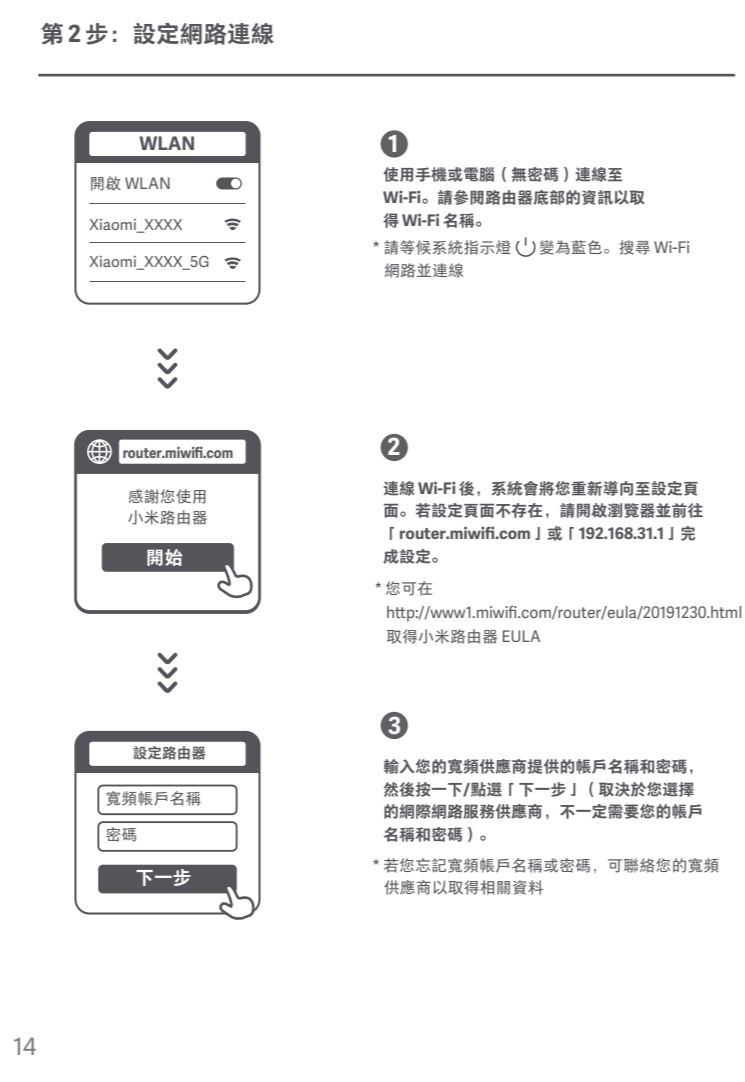 第 2 步：設定網路連線
WLAN
開啟 WLAN
Xiaomi_XXXX
Xiaomi_XXXX_5G
1
使用手機或電腦（無密碼）連線至
Wi-Fi。請參閱路由器底部的資訊以取
得 Wi-Fi 名稱。
* 請等候系統指示燈 變為藍色。搜尋 Wi-Fi
網路並連線
router.miwifi.com
感謝您使用
小米路由器
開始
2
連線 Wi-Fi 後，系統會將您重新導向至設定頁
面。若設定頁面不存在，請開啟瀏覽器並前往
「router.miwifi.com」或「192.168.31.1」完
成設定。
* 您可在
http://www1.miwifi.com/router/eula/20191230.html
取得小米路由器 EULA
設定路由器
寬頻帳戶名稱
密碼
下一步
3
輸入您的寬頻供應商提供的帳戶名稱和密碼，
然後按一下/點選「下一步」（取決於您選擇
的網際網路服務供應商，不一定需要您的帳戶
名稱和密碼）。
* 若您忘記寬頻帳戶名稱或密碼，可聯絡您的寬頻
供應商以取得相關資料
14